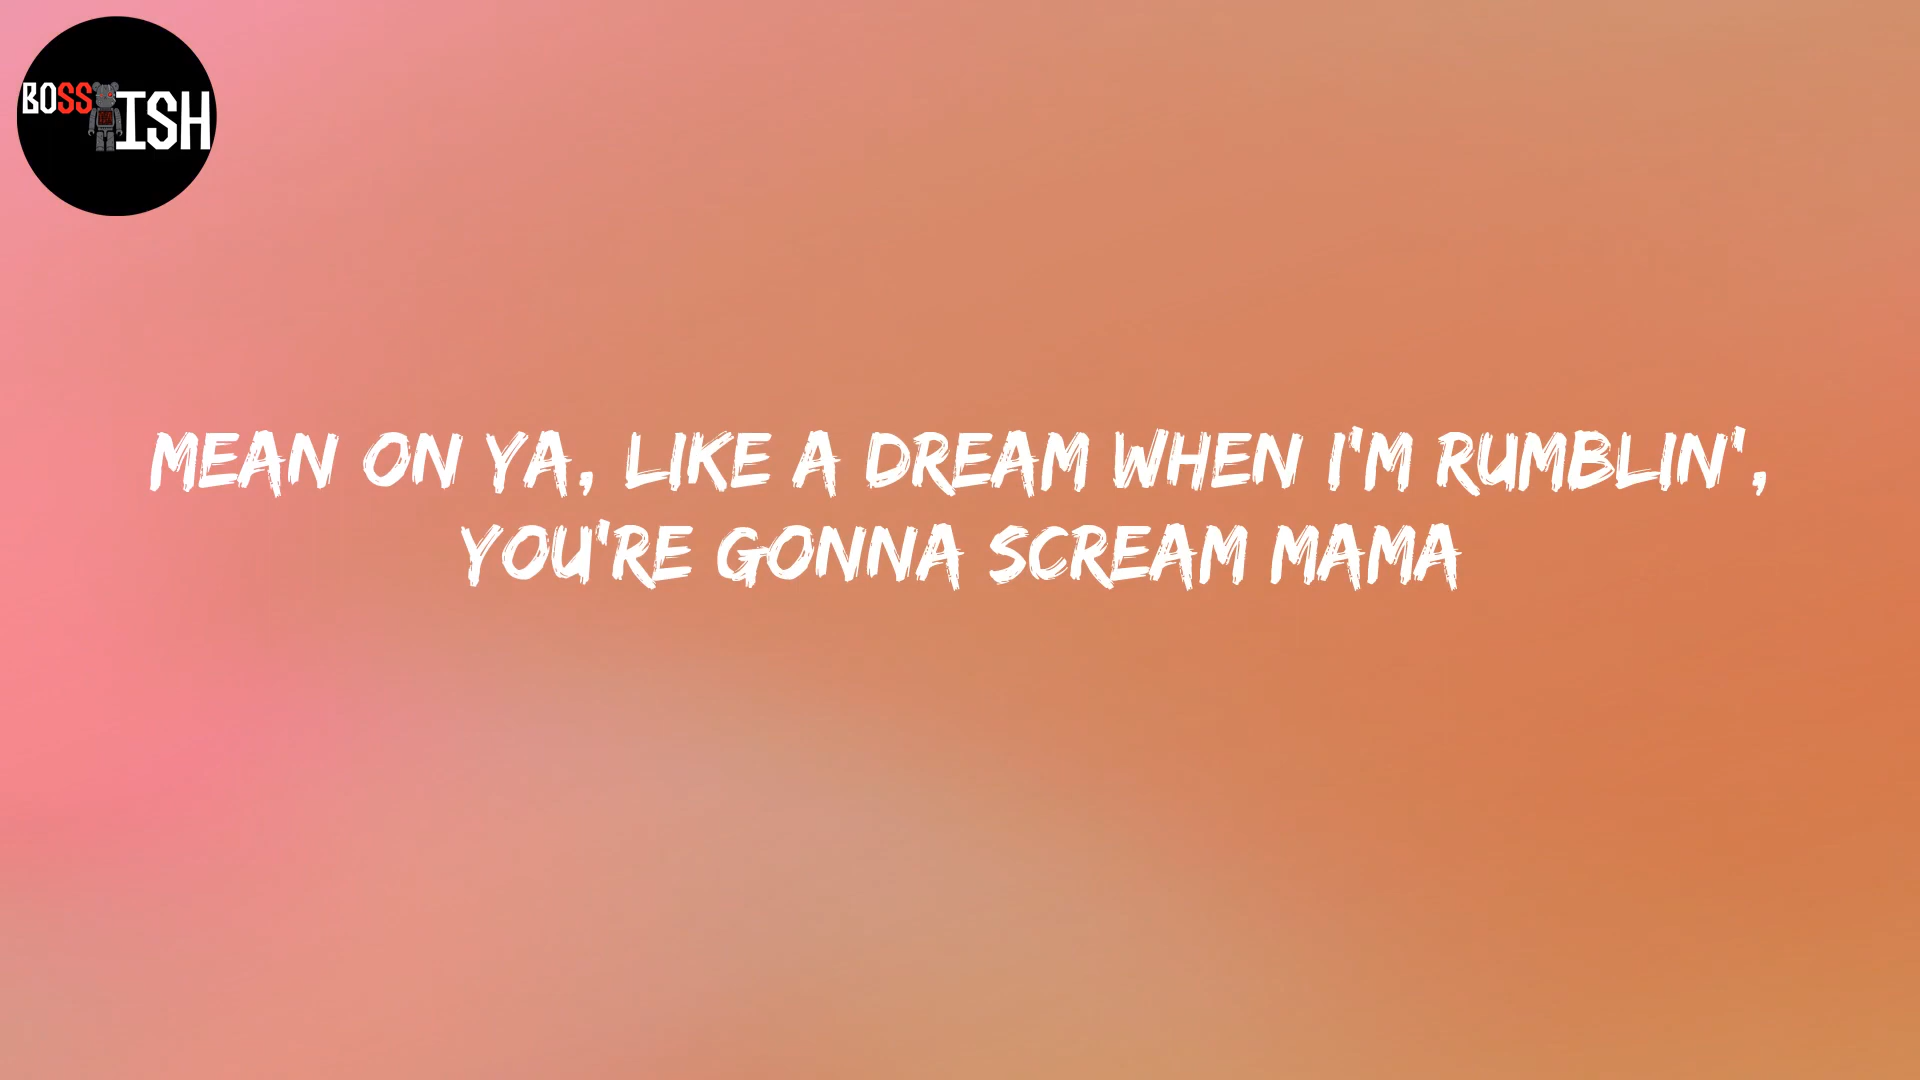 BOSS ISH
MEAN ON YA, LIKE A DREAM WHEN I'M RUMBLIN',
YOU'RE GONNA SCREAM MAMA